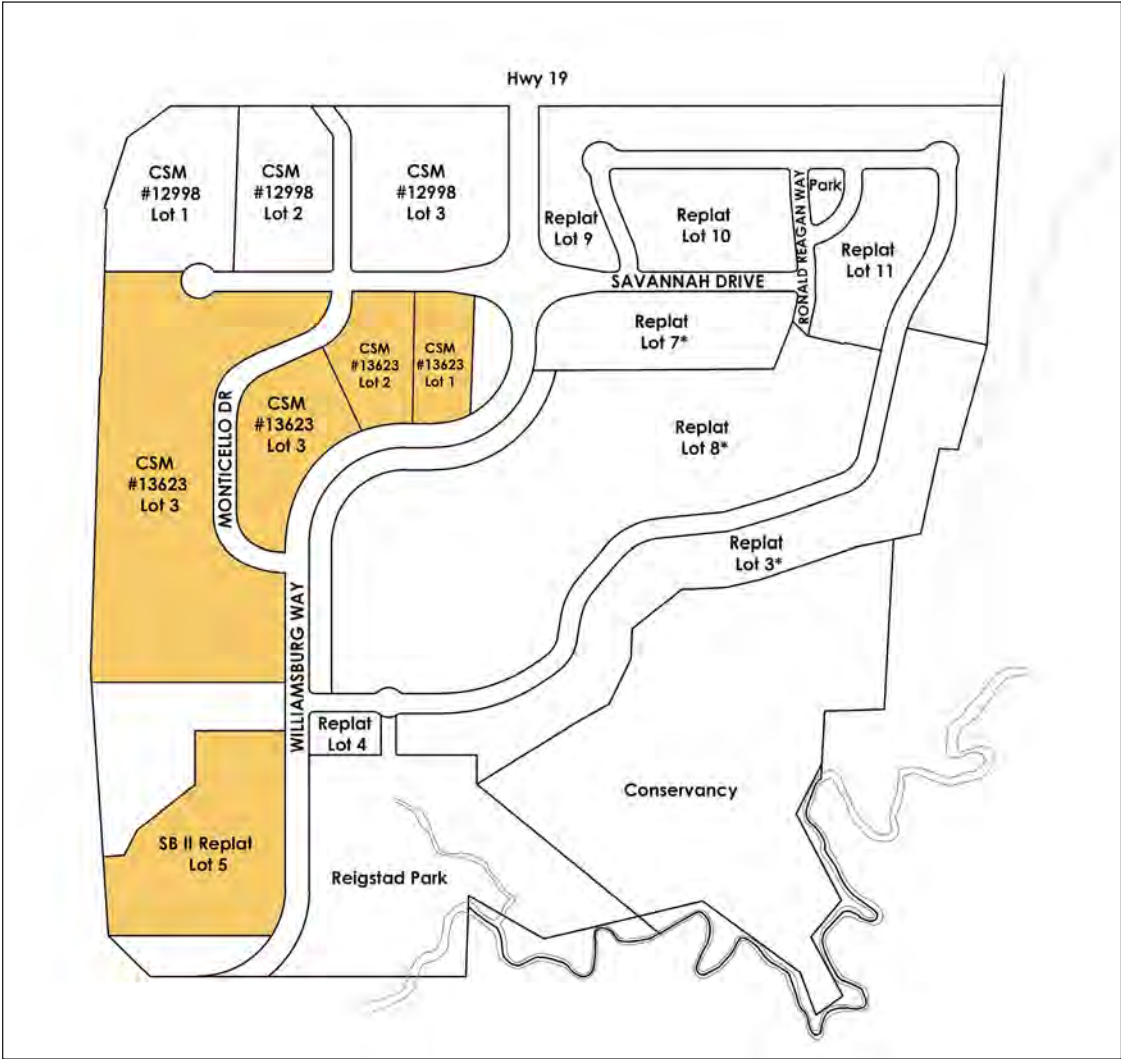 Hwy 19
CSM
#12998
Lot 1
CSM
#12998
Lot 2
CSM
#12998
Lot 3
Replat
Lot 9
Replat
Lot 10
RONALD REAGAN WAY
Park
Replat
Lot 11
SAVANNAH DRIVE
Replat
Lot 7*
CSM
#13623
Lot 2
CSM
#13623
Lot 1
MONTICELLO DR
CSM
#13623
Lot 3
Replat
Lot 8*
CSM
#13623
Lot 3
Replat
Lot 3*
WILLIAMSBURG WAY
Replat
Lot 4
Conservancy
SB II Replat
Lot 5
Reigstad Park